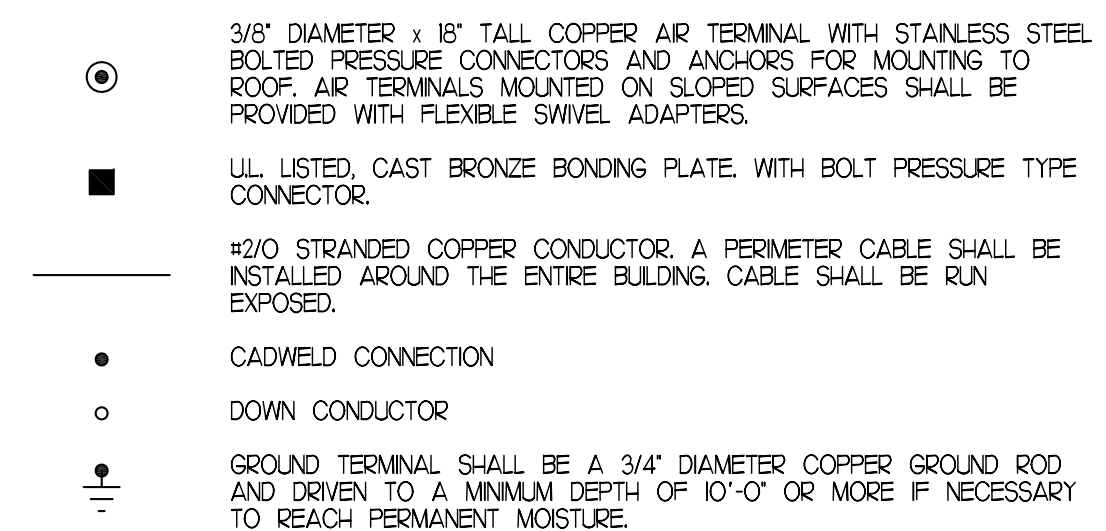 3/8" DIAMETER x 18" TALL COPPER AIR TERMINAL WITH STAINLESS STEEL
BOLTED PRESSURE CONNECTORS AND ANCHORS FOR MOUNTING TO
ROOF. AIR TERMINALS MOUNTED ON SLOPED SURFACES SHALL BE
PROVIDED WITH FLEXIBLE SWIVEL ADAPTERS.
U.L. LISTED, CAST BRONZE BONDING PLATE. WITH BOLT PRESSURE TYPE
CONNECTOR.
#2/0 STRANDED COPPER CONDUCTOR. A PERIMETER CABLE SHALL BE
INSTALLED AROUND THE ENTIRE BUILDING. CABLE SHALL BE RUN
EXPOSED.
CADWELD CONNECTION
DOWN CONDUCTOR
GROUND TERMINAL SHALL BE A 3/4" DIAMETER COPPER GROUND ROD
AND DRIVEN TO A MINIMUM DEPTH OF 10'-0" OR MORE IF NECESSARY
TO REACH PERMANENT MOISTURE.